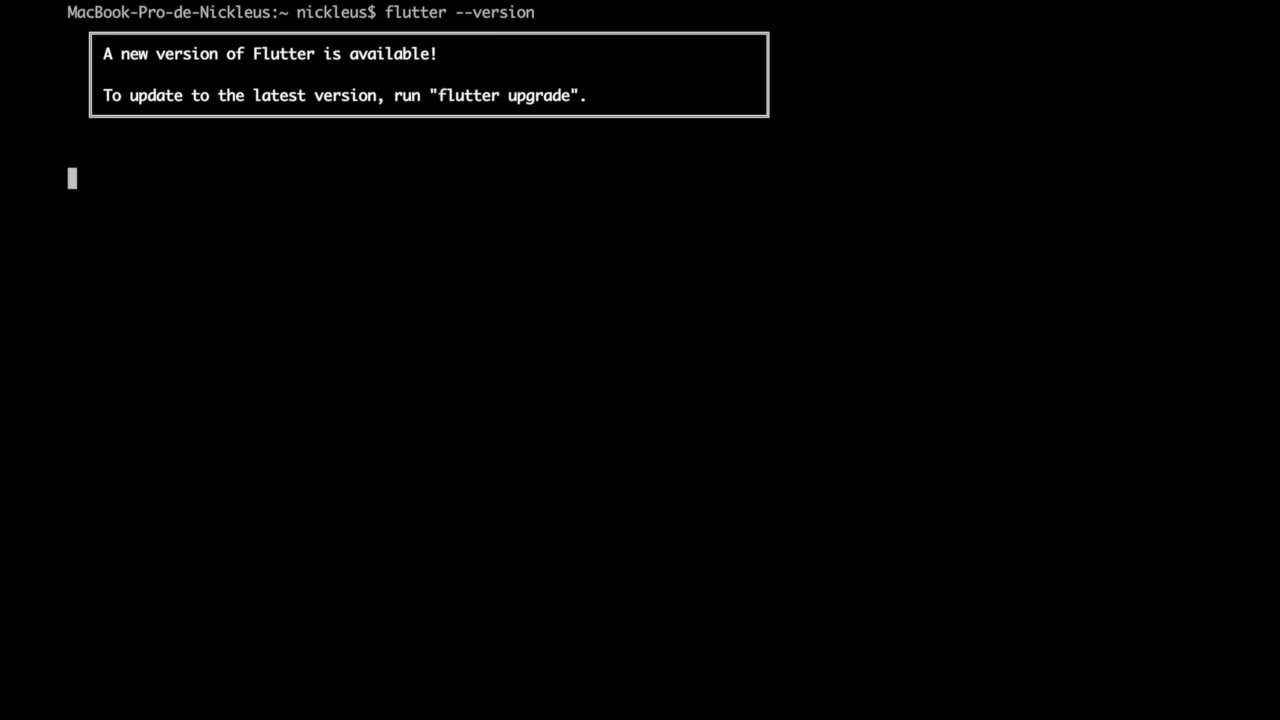 MacBook-Pro-de-Nickleus:~ nickleus$ flutter --version
A new version of Flutter is available!
To update to the latest version, run "flutter upgrade".